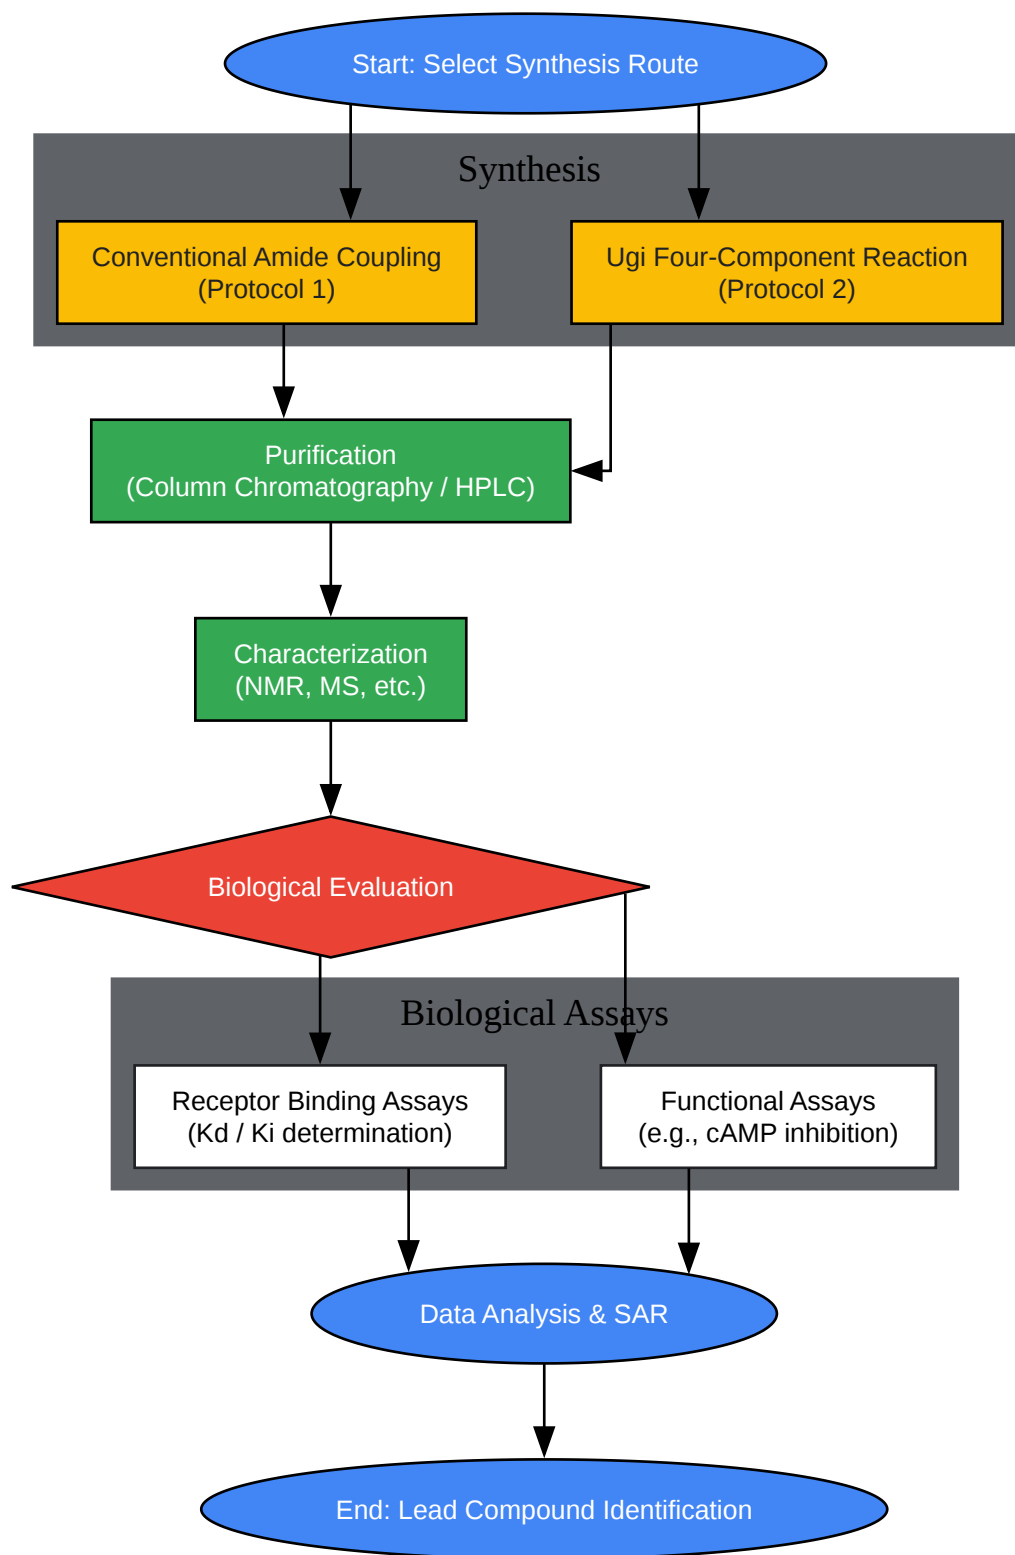 Start: Select Synthesis Route
Synthesis
Conventional Amide Coupling
(Protocol 1)
Ugi Four-Component Reaction
(Protocol 2)
Purification
(Column Chromatography / HPLC)
Characterization
(NMR, MS, etc.)
Biological Evaluation
Biological Assays
Receptor Binding Assays
(Kd / Ki determination)
Functional Assays
(e.g., cAMP inhibition)
Data Analysis & SAR
End: Lead Compound Identification